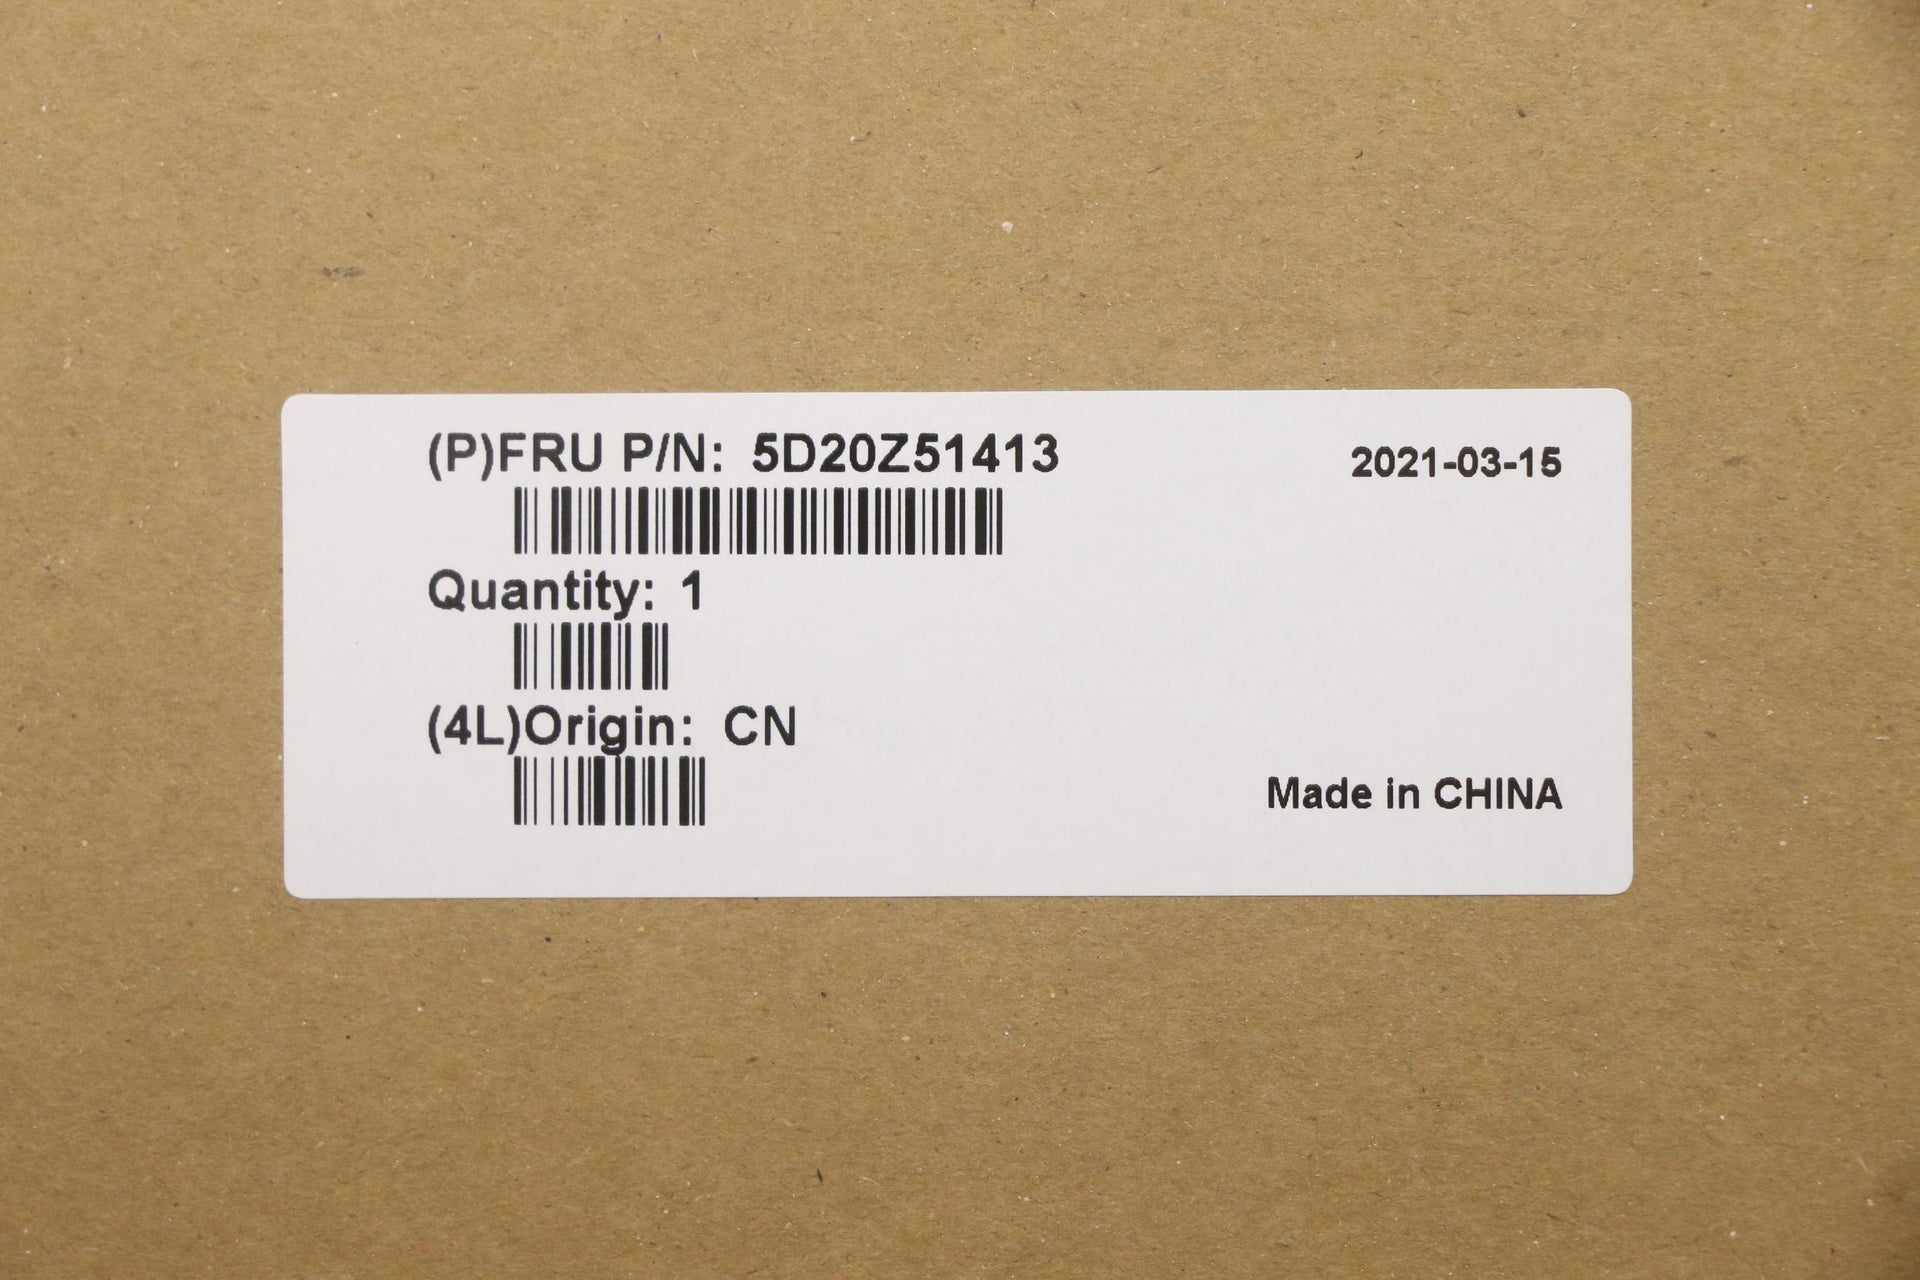 (P)FRU P/N: 5D20Z51413
2021-03-15
Quantity: 1
(4L)Origin: CN
Made in CHINA